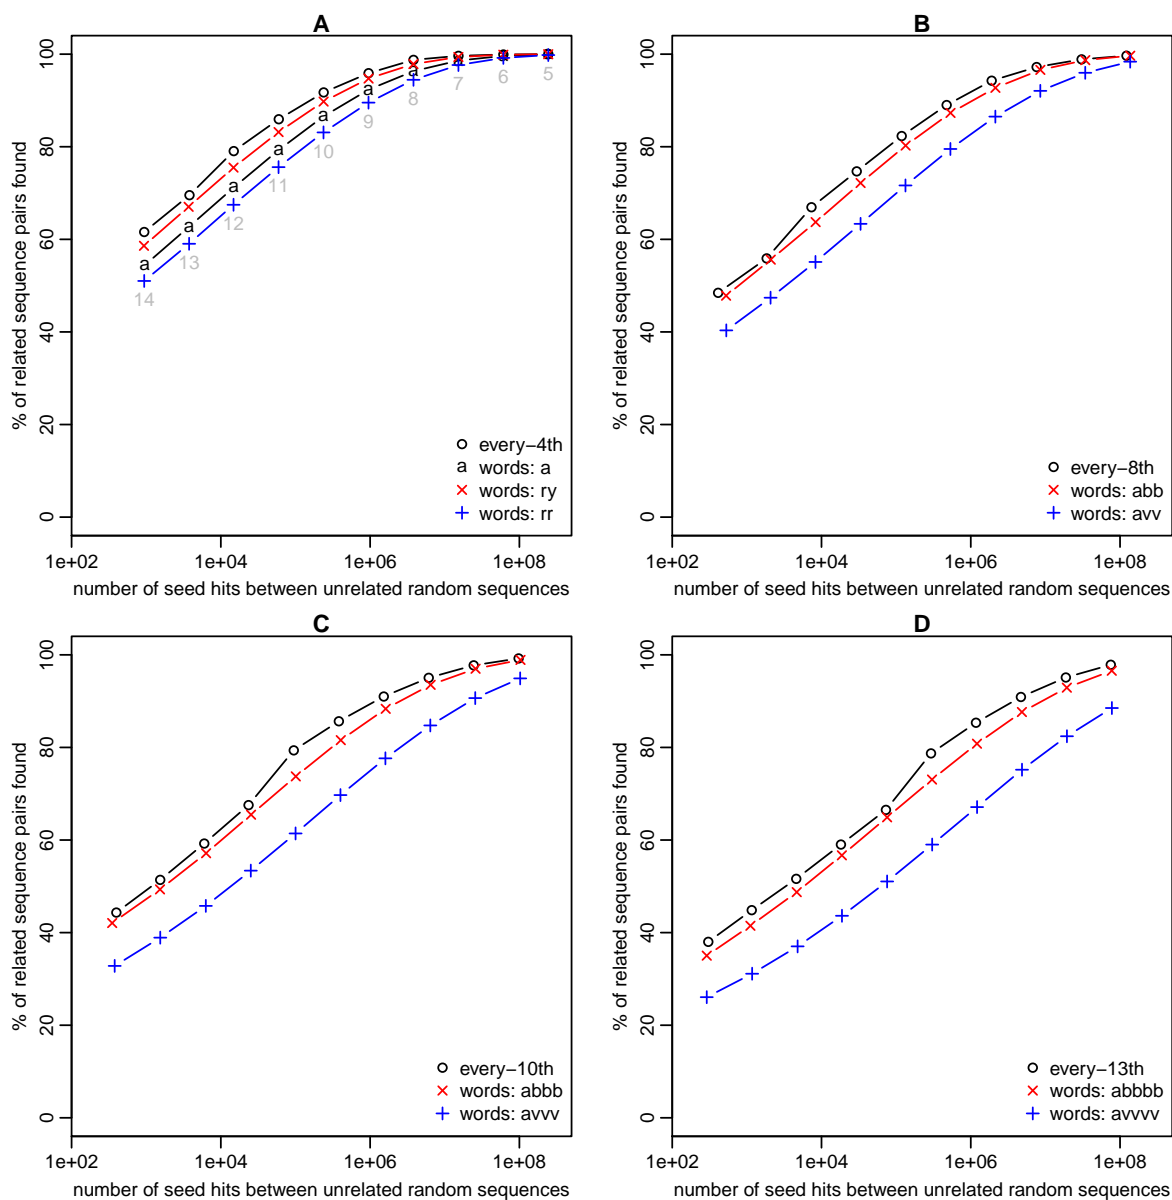 A
% of related sequence pairs found
100
80
60
40
20
0
14
13
12
11
10
9
8
7
6
5
a
a
a
a
a
a
a
every−4th
a words: a
words: ry
words: rr
1e+02
1e+04
1e+06
1e+08
number of seed hits between unrelated random sequences
B
% of related sequence pairs found
100
80
60
40
20
0
every−8th
words: abb
words: avv
1e+02
1e+04
1e+06
1e+08
number of seed hits between unrelated random sequences
C
% of related sequence pairs found
100
80
60
40
20
0
every−10th
words: abbb
words: avvv
1e+02
1e+04
1e+06
1e+08
number of seed hits between unrelated random sequences
D
% of related sequence pairs found
100
80
60
40
20
0
every−13th
words: abbbb
words: avvvv
1e+02
1e+04
1e+06
1e+08
number of seed hits between unrelated random sequences